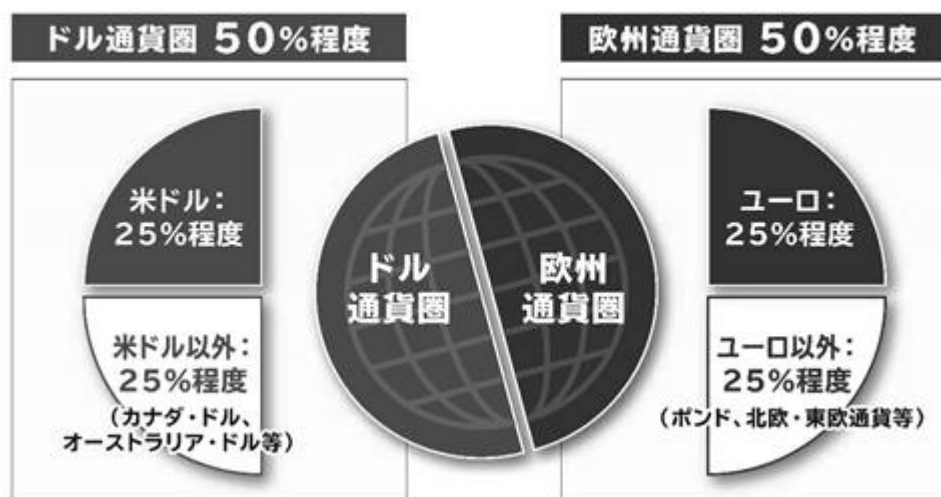 ドル通貨圏 50%程度
欧州通貨圏 50%程度
米ドル:
25%程度
米ドル以外:
25%程度
(カナダ・ドル、
オーストラリア・ドル等)
ドル
通貨圏
欧州
通貨圏
ユーロ:
25%程度
ユーロ以外:
25%程度
(ポンド、北欧・東欧通貨等)